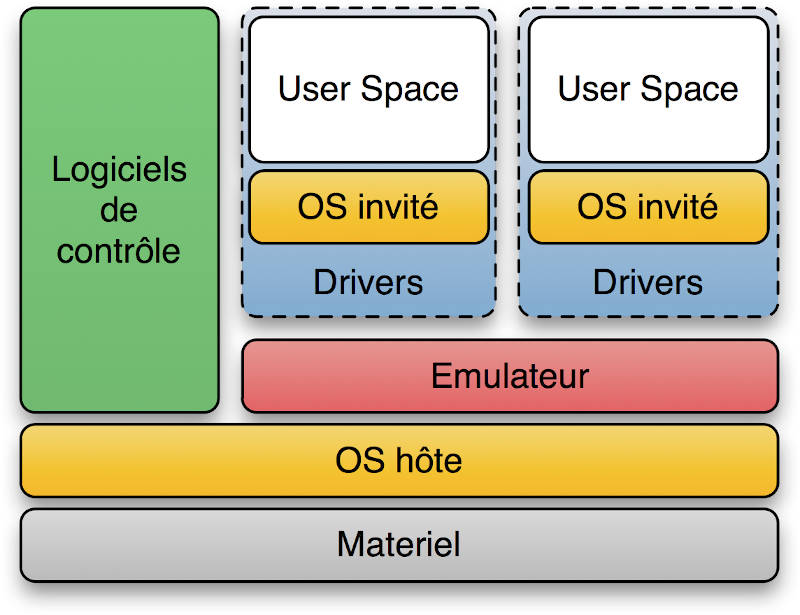 Logiciels
de
contrôle
User Space
OS invité
Drivers
User Space
OS invité
Drivers
Emulateur
OS hôte
Materiel